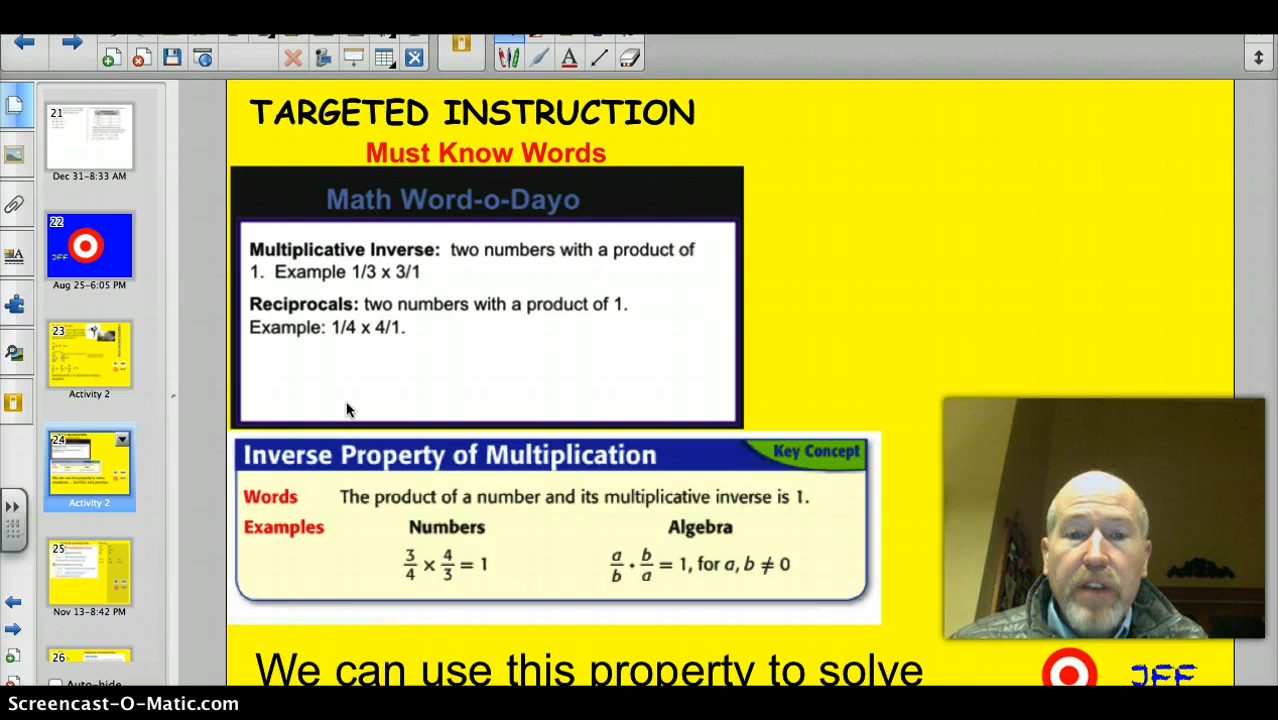 TARGETED INSTRUCTION
Must Know Words
Math Word-o-Dayo
Multiplicative Inverse: two numbers with a product of
1. Example 1/3 x 3/1
Reciprocals: two numbers with a product of 1.
Example: 1/4 x 4/1.
Inverse Property of Multiplication
Key Concept
Words The product of a number and its multiplicative inverse is 1.
Examples Numbers Algebra
3/4 × 4/3 = 1 a/b · b/a = 1, for a, b ≠ 0
We can use this property to solve
JFF
21
Dec 31-8:33 AM
22
JFF
Aug 25-6:05 PM
23
Activity 2
24
Activity 2
25
Nov 13-8:42 PM
26
Auto-hide
Screencast-O-Matic.com